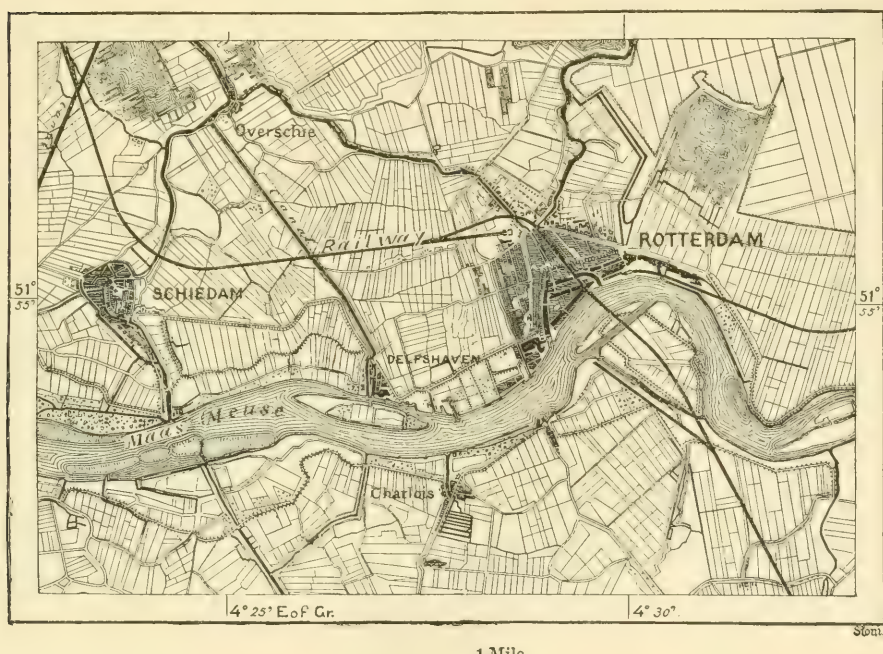 Overschie
Canal
Railway
ROTTERDAM
51°
55'
SCHIEDAM
51°
55'
DELFSHAVEN
Maas Meuse
Charlois
4° 25' E of Gr.
4° 30'
1 Mile